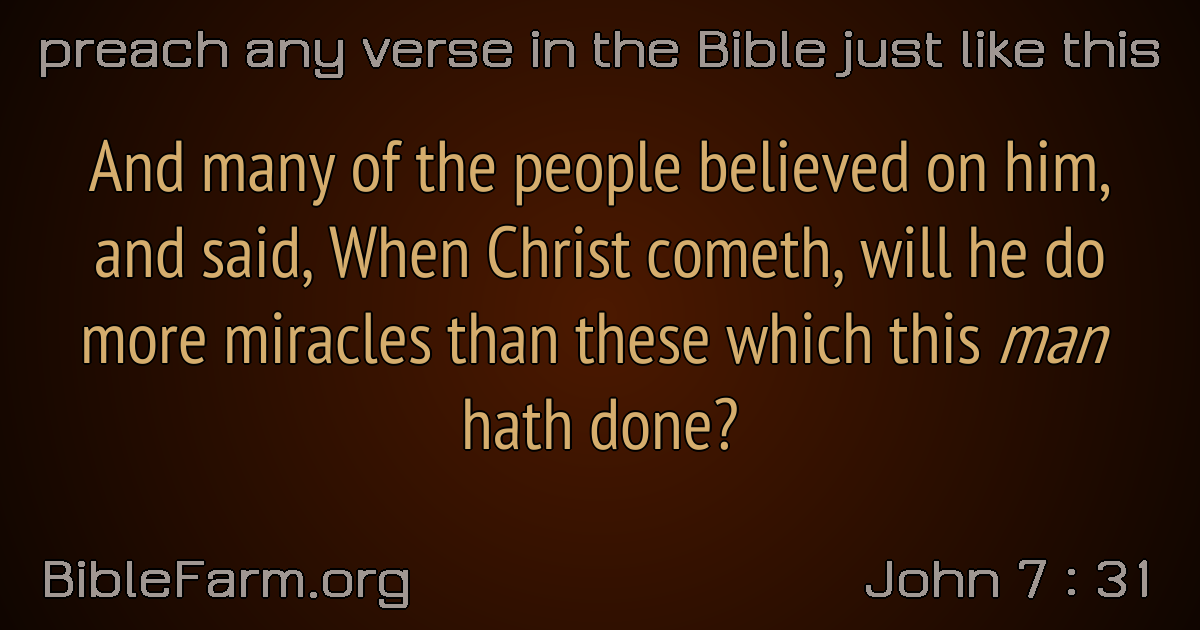 preach any verse in the Bible just like this
And many of the people believed on him,
and said, When Christ cometh, will he do
more miracles than these which this man
hath done?
BibleFarm.org
John 7 : 31